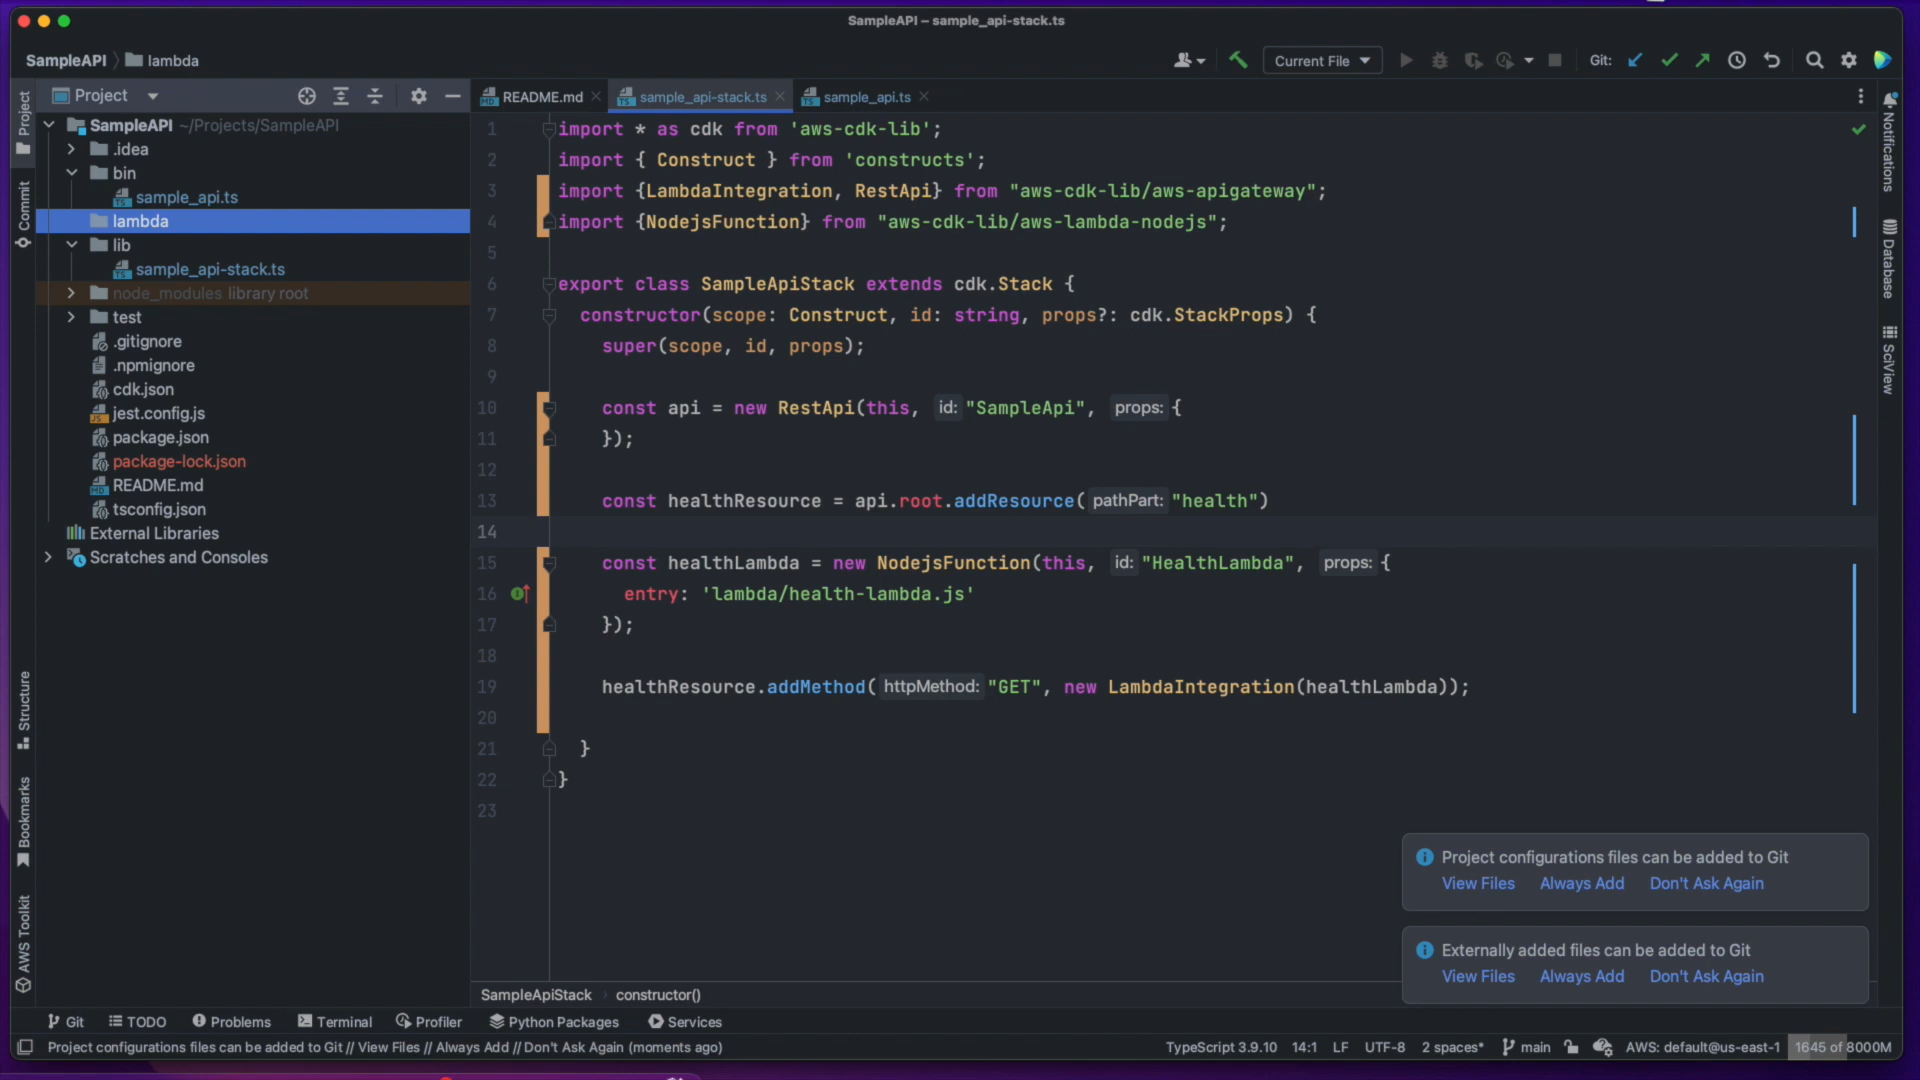 SampleAPI – sample_api-stack.ts
SampleAPI lambda
Current File
Git:
Project
README.md
sample_api-stack.ts
sample_api.ts
Project
Commit
Structure
Bookmarks
AWS Toolkit
SampleAPI ~/Projects/SampleAPI
.idea
bin
sample_api.ts
lambda
lib
sample_api-stack.ts
node_modules library root
test
.gitignore
.npmignore
cdk.json
jest.config.js
package.json
package-lock.json
README.md
tsconfig.json
External Libraries
Scratches and Consoles
1 import * as cdk from 'aws-cdk-lib';
2 import { Construct } from 'constructs';
3 import {LambdaIntegration, RestApi} from "aws-cdk-lib/aws-apigateway";
4 import {NodejsFunction} from "aws-cdk-lib/aws-lambda-nodejs";
5
6 export class SampleApiStack extends cdk.Stack {
7 constructor(scope: Construct, id: string, props?: cdk.StackProps) {
8 super(scope, id, props);
9
10 const api = new RestApi(this, id: "SampleApi", props: {
11 });
12
13 const healthResource = api.root.addResource( pathPart: "health")
14
15 const healthLambda = new NodejsFunction(this, id: "HealthLambda", props: {
16 entry: 'lambda/health-lambda.js'
17 });
18
19 healthResource.addMethod( httpMethod: "GET", new LambdaIntegration(healthLambda));
20
21 }
22 }
23
Notifications
Database
SciView
Project configurations files can be added to Git
View Files Always Add Don't Ask Again
Externally added files can be added to Git
View Files Always Add Don't Ask Again
SampleApiStack constructor()
Git TODO Problems Terminal Profiler Python Packages Services
Project configurations files can be added to Git // View Files // Always Add // Don't Ask Again (moments ago)
TypeScript 3.9.10 14:1 LF UTF-8 2 spaces* main AWS: default@us-east-1 1645 of 8000M